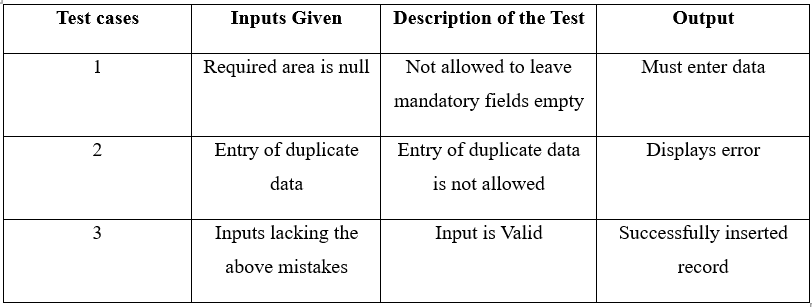 Test cases Inputs Given Description of the Test Output
1 Required area is null Not allowed to leave Must enter data
mandatory fields empty
2 Entry of duplicate Entry of duplicate data Displays error
data is not allowed
3 Inputs lacking the Input is Valid Successfully inserted
above mistakes record